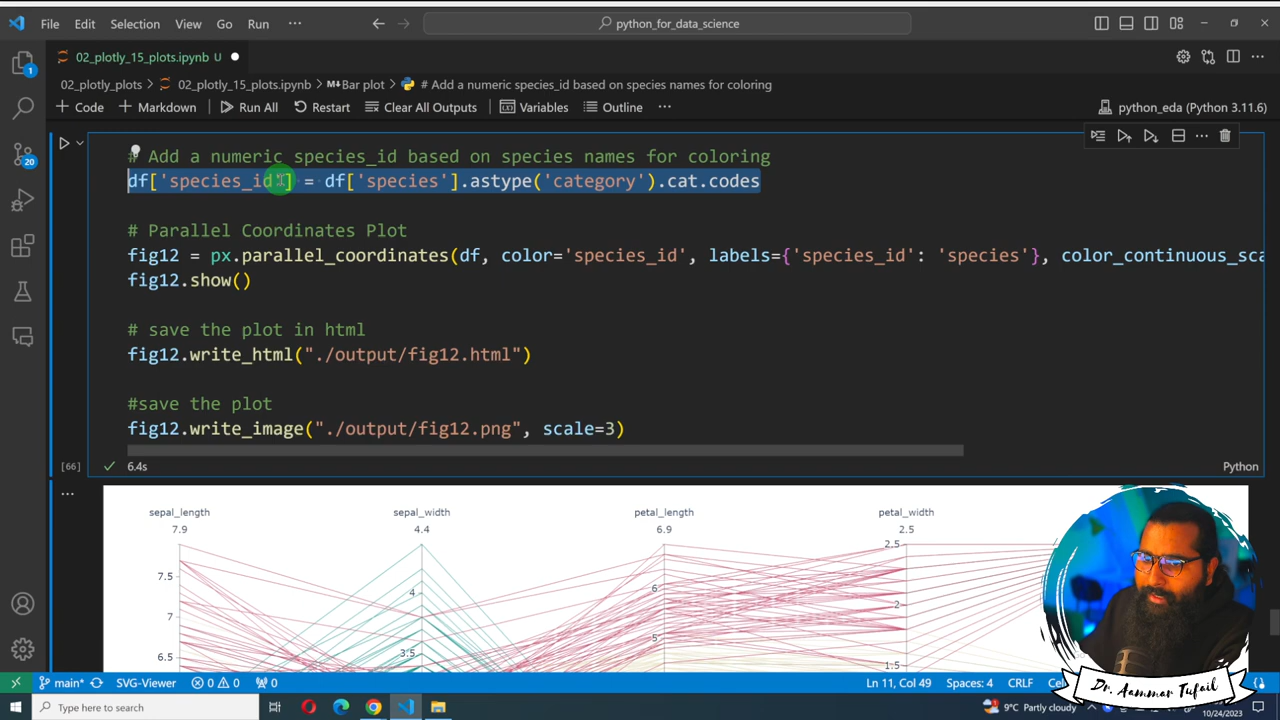 File Edit Selection View Go Run ··· python_for_data_science
02_plotly_15_plots.ipynb U
02_plotly_plots > 02_plotly_15_plots.ipynb > Bar plot > # Add a numeric species_id based on species names for coloring
+ Code + Markdown Run All Restart Clear All Outputs Variables Outline ··· python_eda (Python 3.11.6)
# Add a numeric species_id based on species names for coloring
df['species_id'] = df['species'].astype('category').cat.codes
# Parallel Coordinates Plot
fig12 = px.parallel_coordinates(df, color='species_id', labels={'species_id': 'species'}, color_continuous_sca
fig12.show()
# save the plot in html
fig12.write_html("./output/fig12.html")
#save the plot
fig12.write_image("./output/fig12.png", scale=3)
[66] 6.4s Python
sepal_length sepal_width petal_length petal_width
7.9 4.4 6.9 2.5
2.5
7.5
4 6
7 2
5
6.5 3.5 1.5
1
20
main* SVG-Viewer 0 0 0 Ln 11, Col 49 Spaces: 4 CRLF
Dr. Aammar Tufail
Type here to search 9°C Partly cloudy 10/24/2023